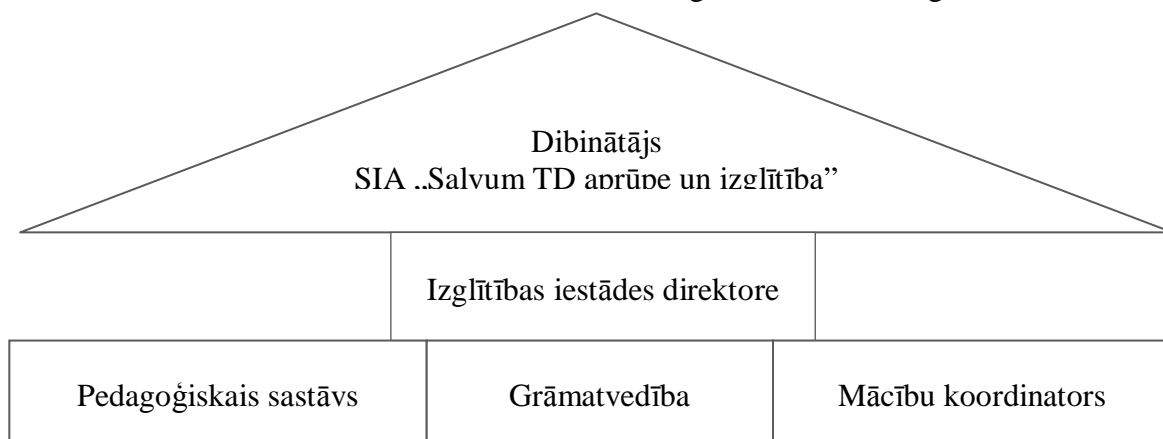 Dibinātājs
SIA „Salvum TD aprūpe un izglītība”
Izglītības iestādes direktore
Pedagoģiskais sastāvs
Grāmatvedība
Mācību koordinators